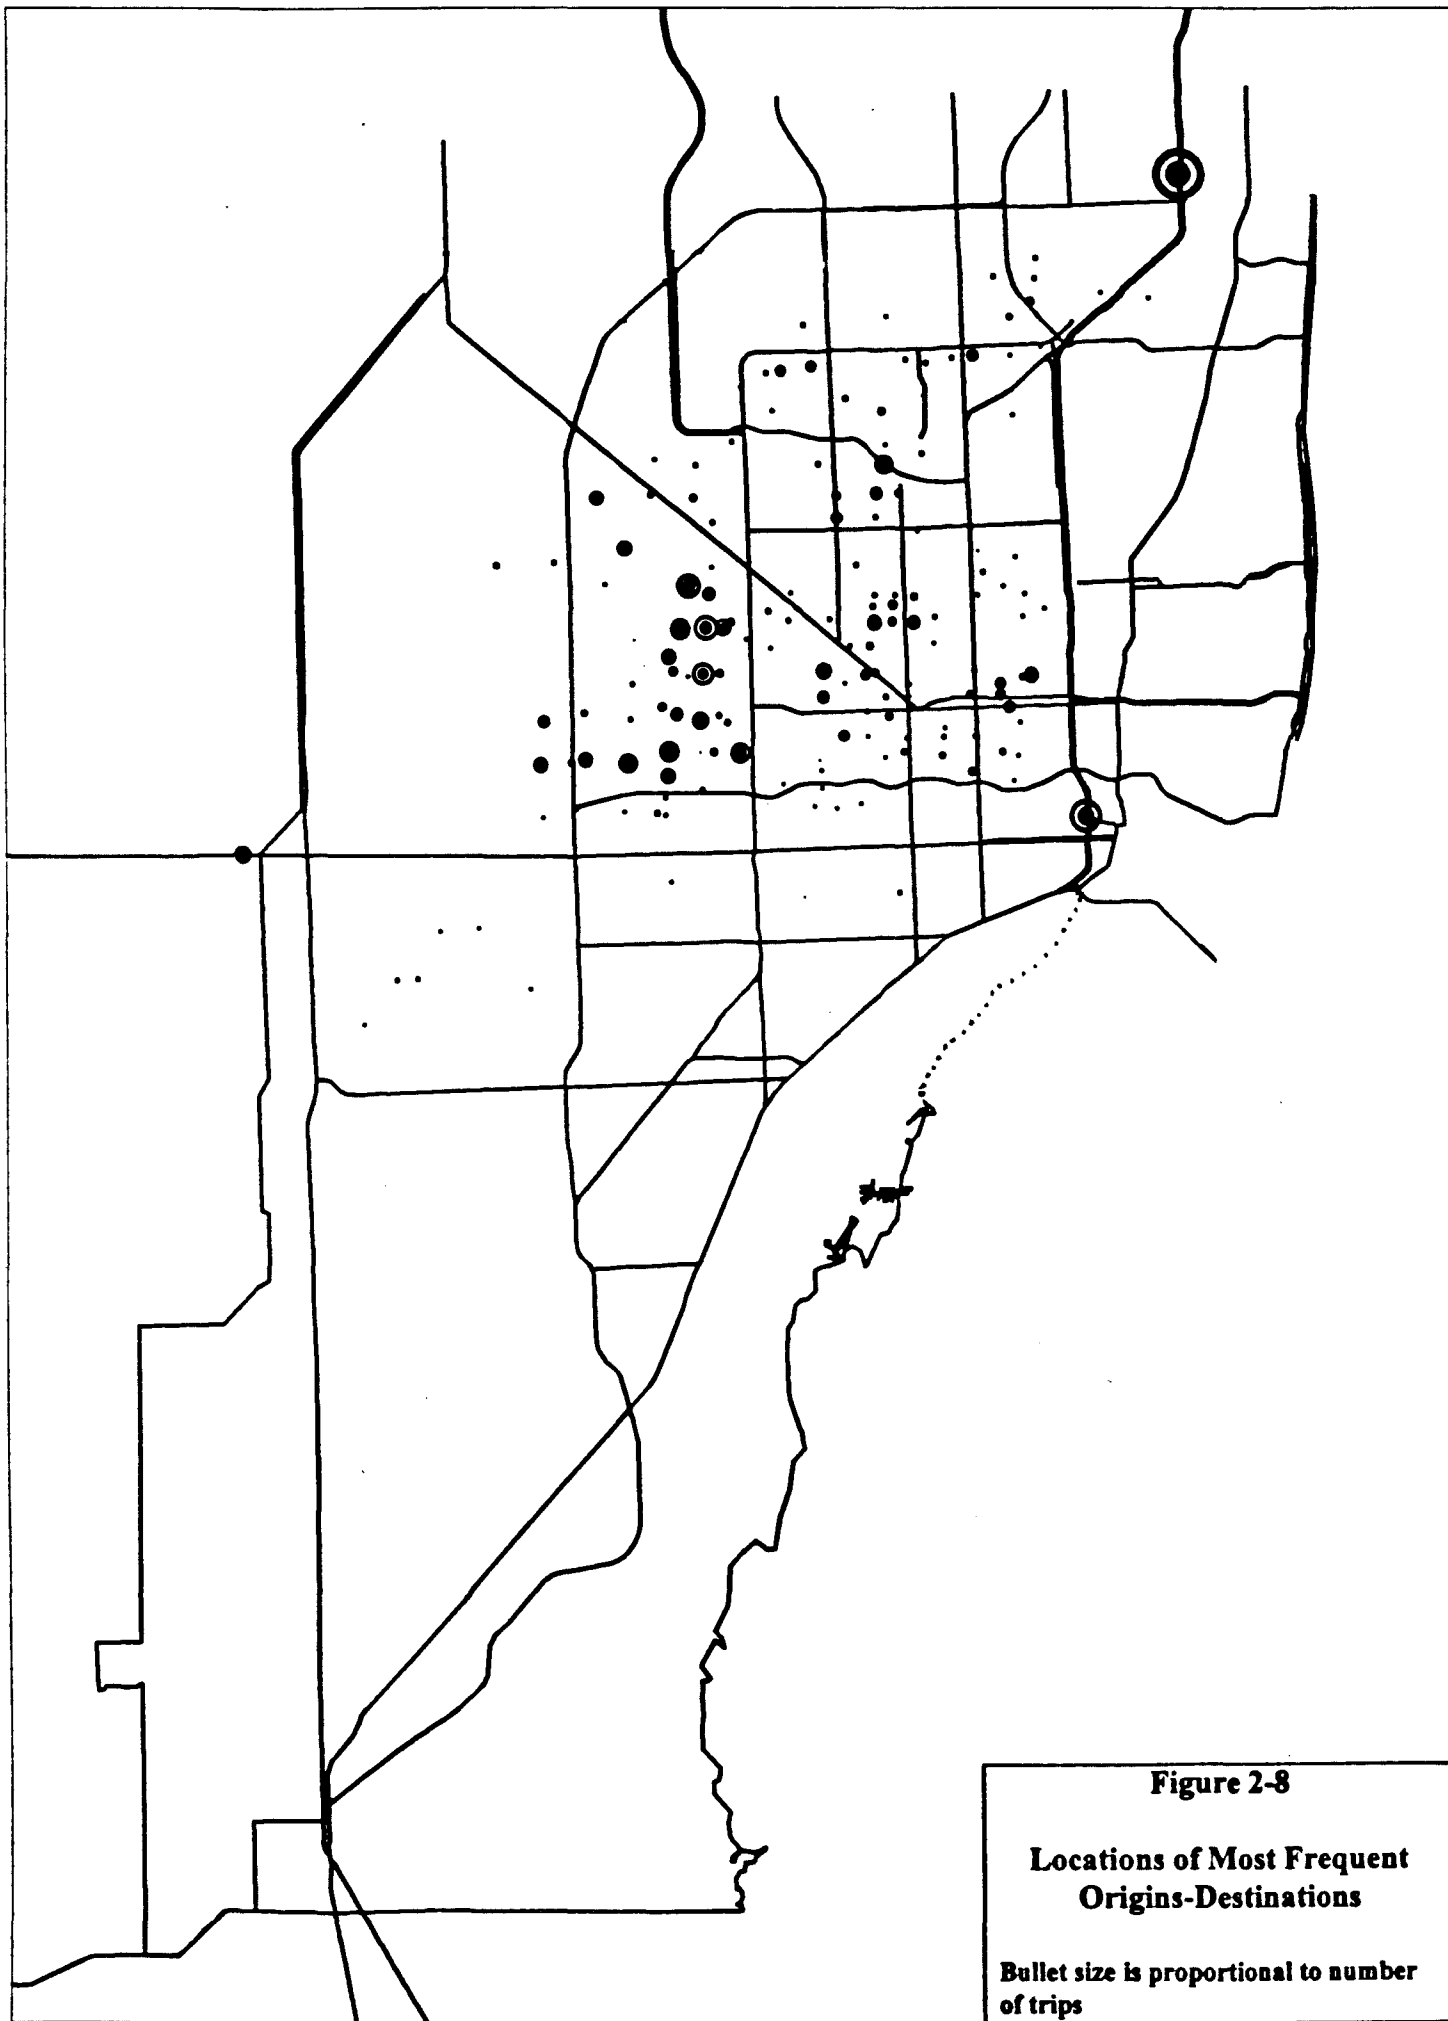 Figure 2-8
Locations of Most Frequent
Origins-Destinations
Bullet size is proportional to number
of trips